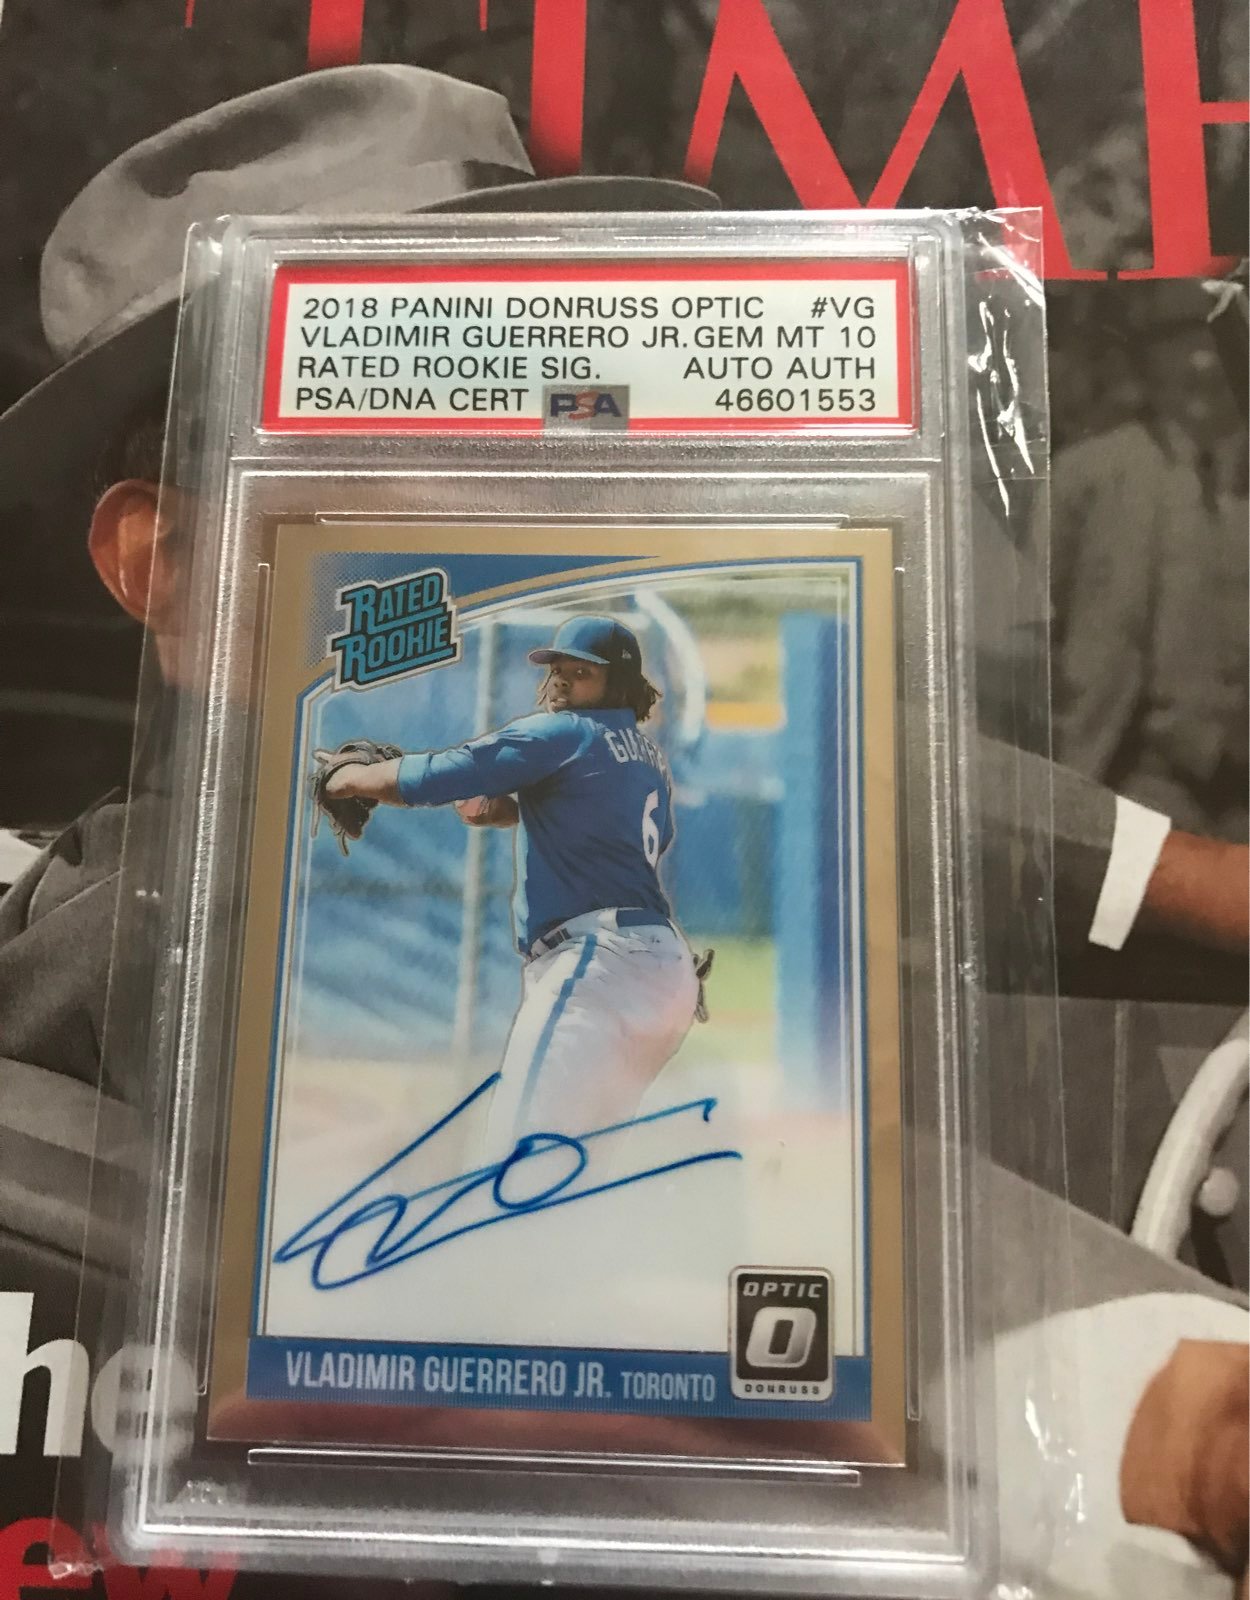 TIME
2018 PANINI DONRUSS OPTIC #VG
VLADIMIR GUERRERO JR. GEM MT 10
RATED ROOKIE SIG. AUTO AUTH
PSA/DNA CERT PSA 46601553
RATED
ROOKIE
6
OPTIC
O
DONRUSS
VLADIMIR GUERRERO JR. TORONTO